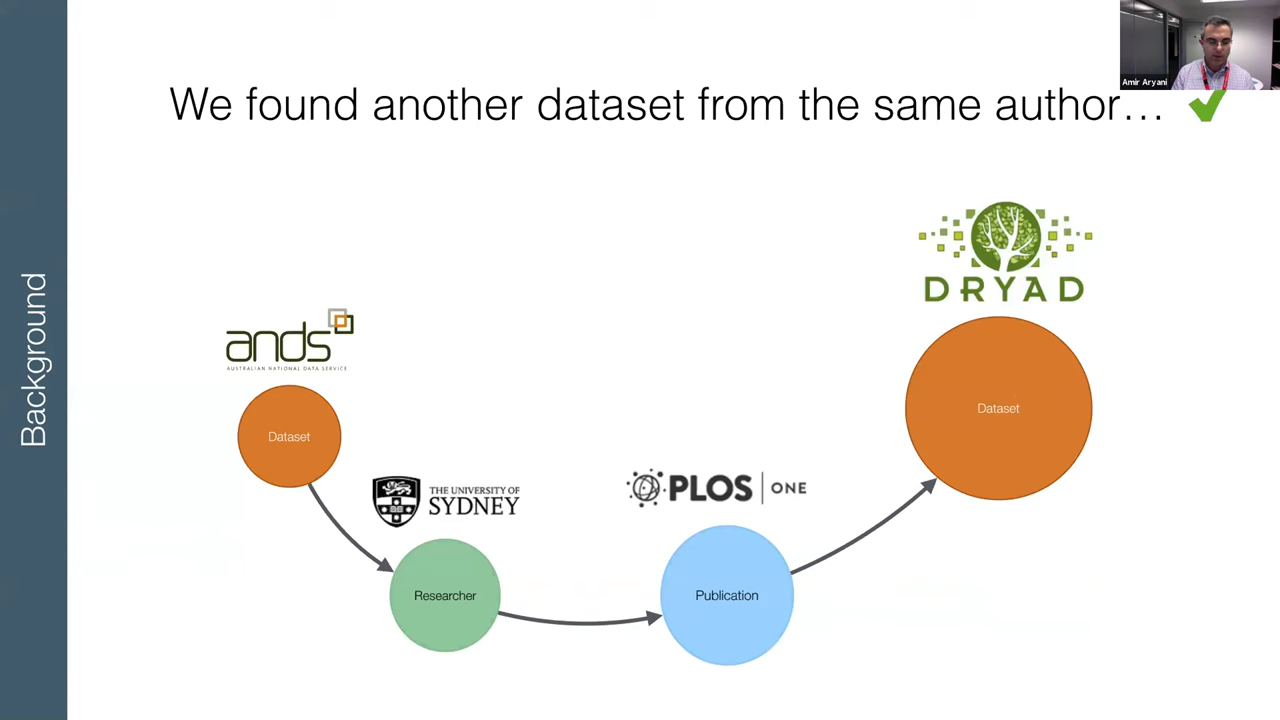 Amir Aryani
We found another dataset from the same author…
Background
DRYAD
ands
AUSTRALIAN NATIONAL DATA SERVICE
Dataset
Dataset
THE UNIVERSITY OF
SYDNEY
PLOS ONE
Researcher
Publication